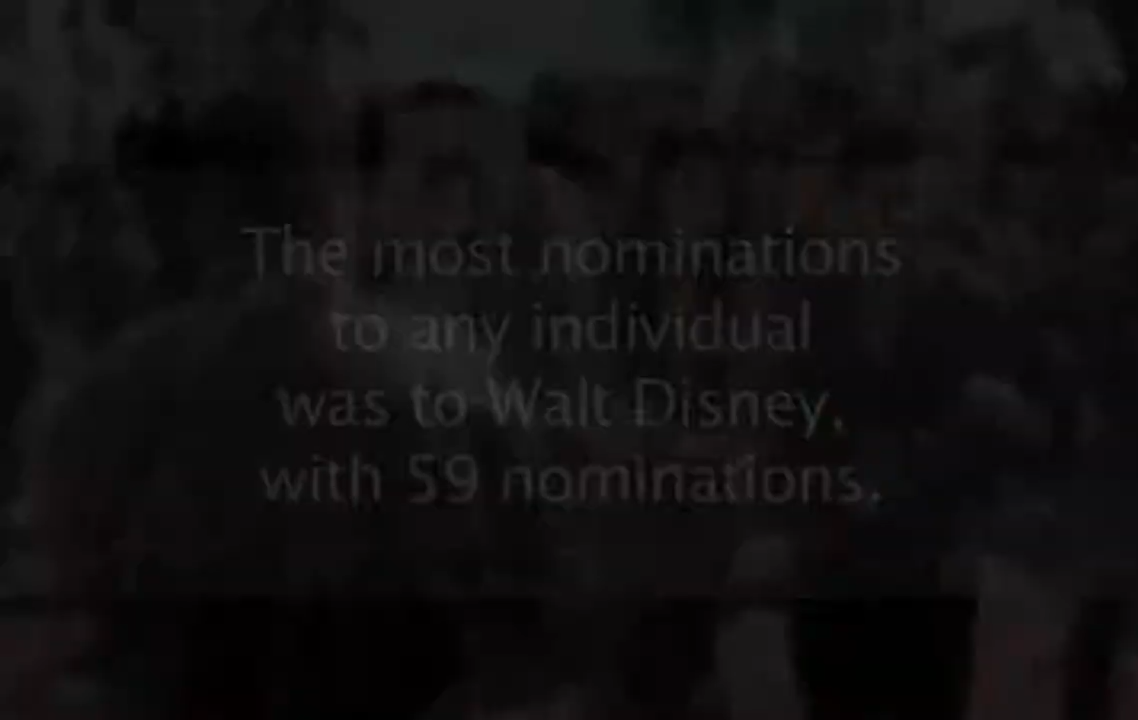 The most nominations
to any individual
was to Walt Disney,
with 59 nominations.